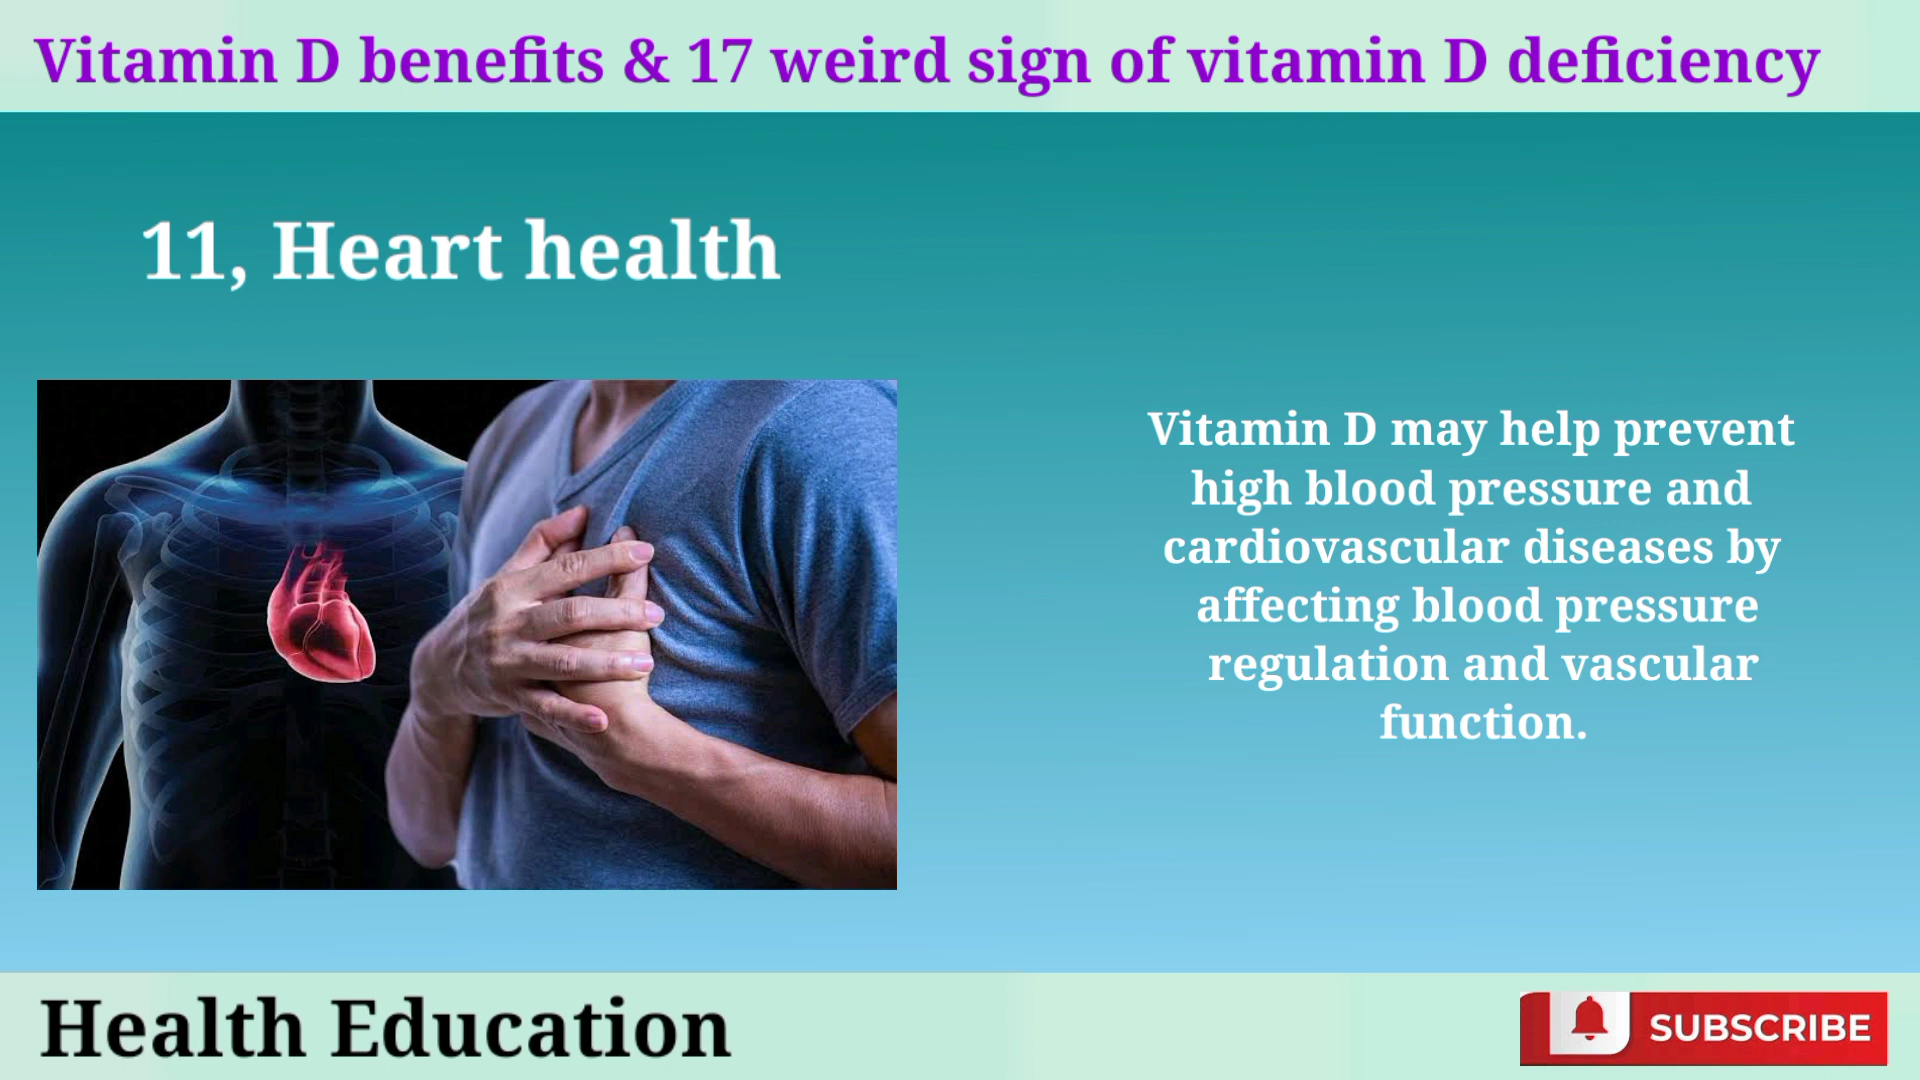 Vitamin D benefits & 17 weird sign of vitamin D deficiency
11, Heart health
Vitamin D may help prevent
high blood pressure and
cardiovascular diseases by
affecting blood pressure
regulation and vascular
function.
Health Education
SUBSCRIBE